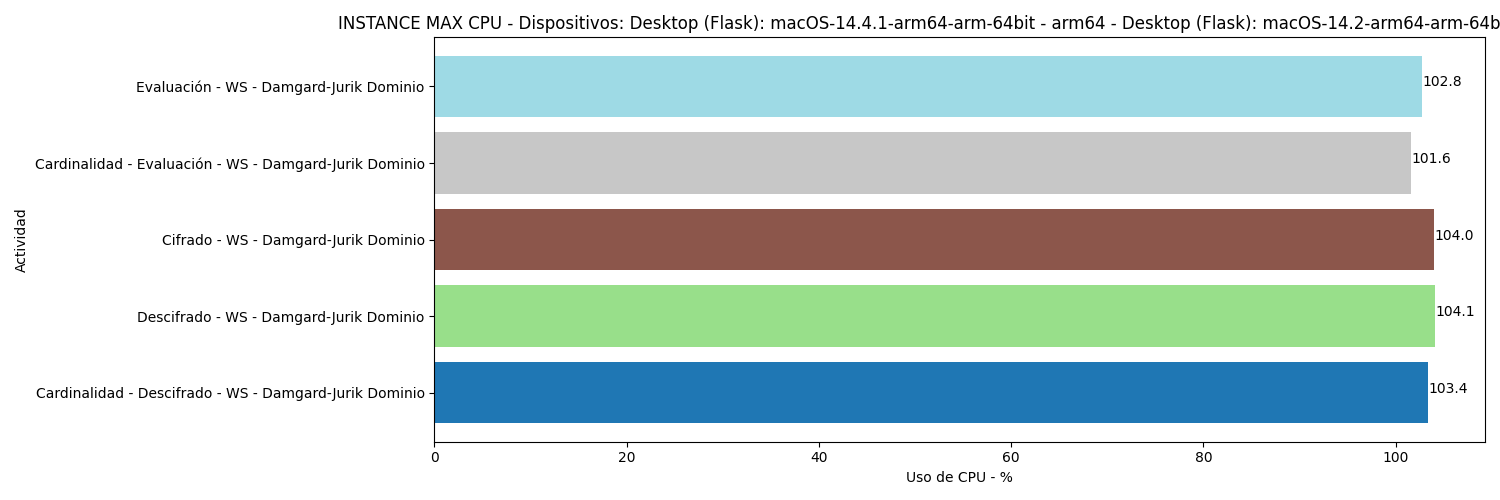 INSTANCE MAX CPU - Dispositivos: Desktop (Flask): macOS-14.4.1-arm64-arm-64bit - arm64 - Desktop (Flask): macOS-14.2-arm64-arm-64b
Evaluación - WS - Damgard-Jurik Dominio
102.8
Cardinalidad - Evaluación - WS - Damgard-Jurik Dominio
101.6
Cifrado - WS - Damgard-Jurik Dominio
104.0
Descifrado - WS - Damgard-Jurik Dominio
104.1
Cardinalidad - Descifrado - WS - Damgard-Jurik Dominio
103.4
Actividad
0 20 40 60 80 100
Uso de CPU - %